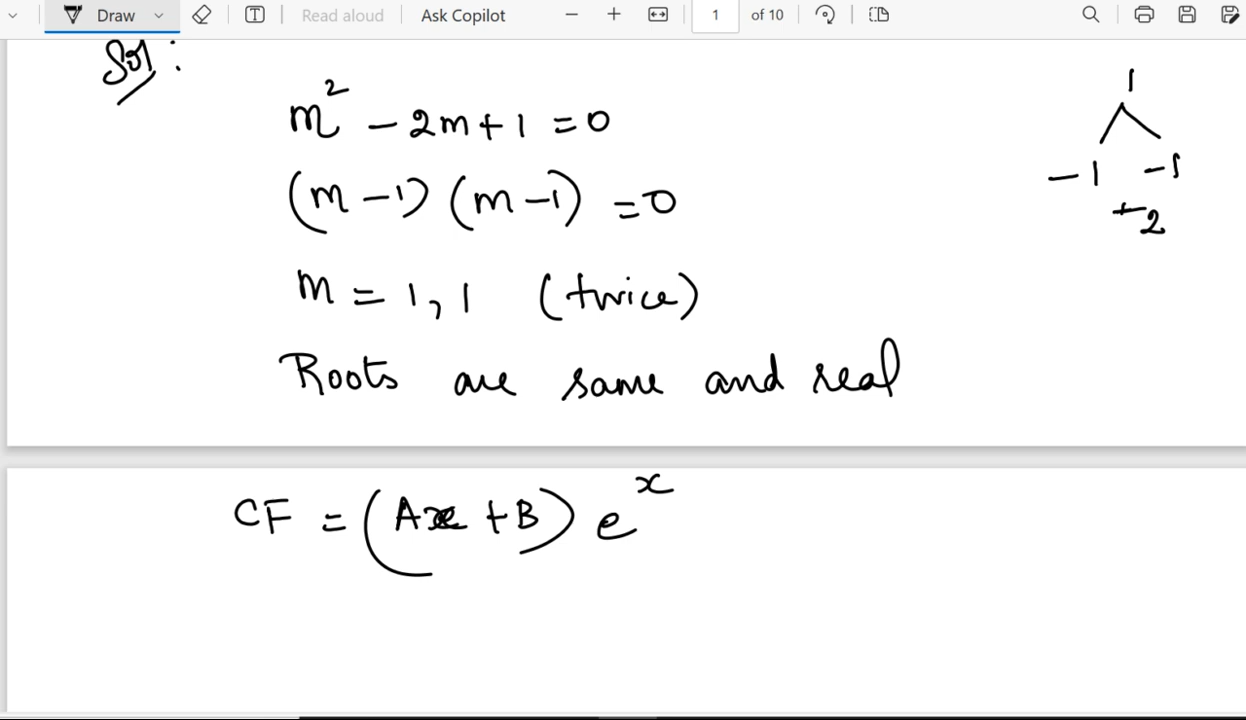 Draw
Read aloud
Ask Copilot
1 of 10
Sol :
m² - 2m + 1 = 0
(m - 1) (m - 1) = 0
m = 1, 1 (twice)
Roots are same and real
1
-1 -1
-2
CF = (Ax + B) eˣ